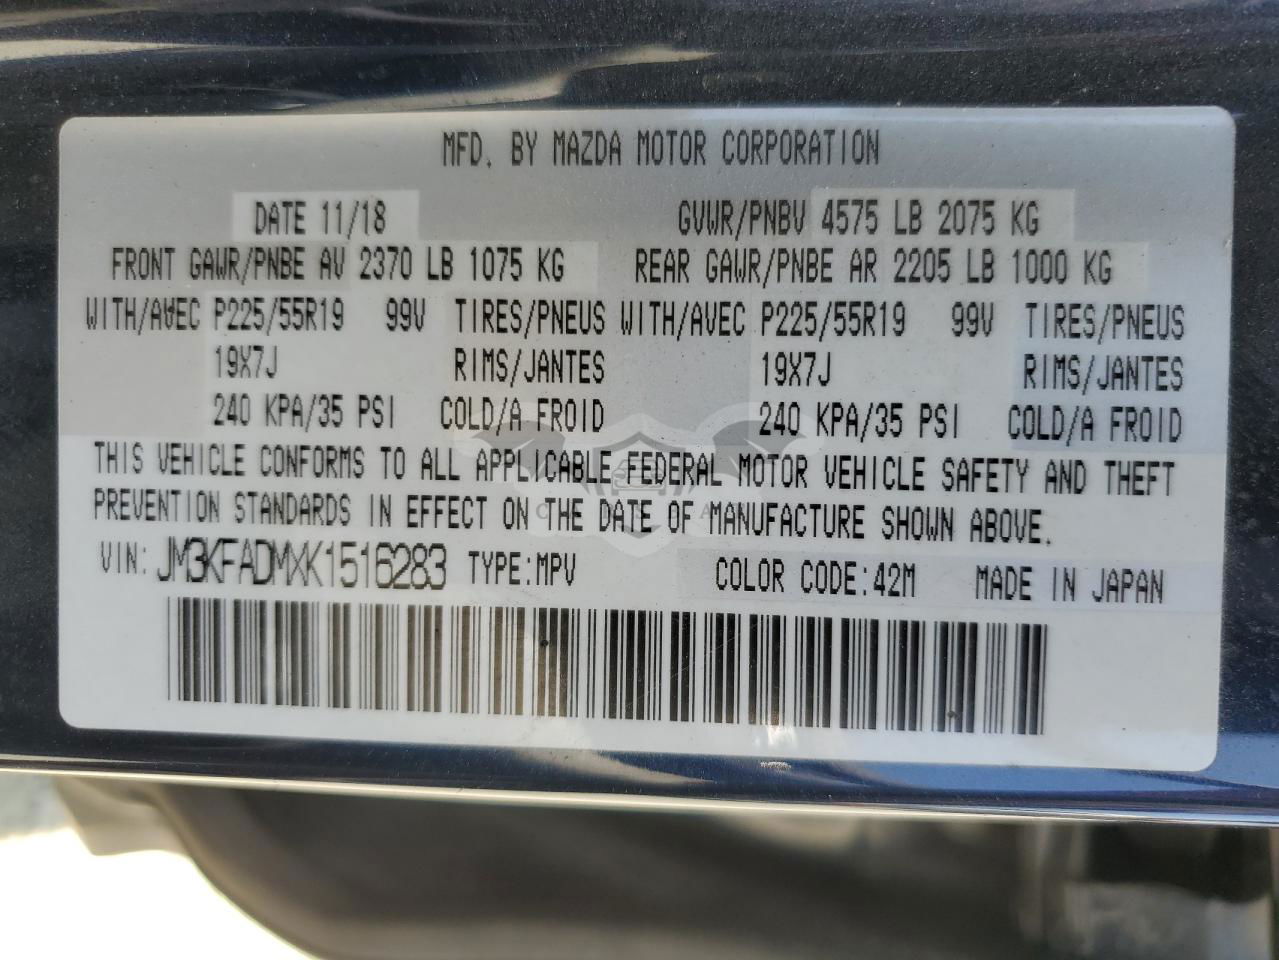 MFD. BY MAZDA MOTOR CORPORATION
DATE 11/18 GVWR/PNBV 4575 LB 2075 KG
FRONT GAWR/PNBE AV 2370 LB 1075 KG REAR GAWR/PNBE AR 2205 LB 1000 KG
WITH/AVEC P225/55R19 99V TIRES/PNEUS WITH/AVEC P225/55R19 99V TIRES/PNEUS
19X7J RIMS/JANTES 19X7J RIMS/JANTES
240 KPA/35 PSI COLD/A FROID 240 KPA/35 PSI COLD/A FROID
THIS VEHICLE CONFORMS TO ALL APPLICABLE FEDERAL MOTOR VEHICLE SAFETY AND THEFT
PREVENTION STANDARDS IN EFFECT ON THE DATE OF MANUFACTURE SHOWN ABOVE.
VIN: JM3KFADMXK1516283 TYPE:MPV COLOR CODE:42M MADE IN JAPAN